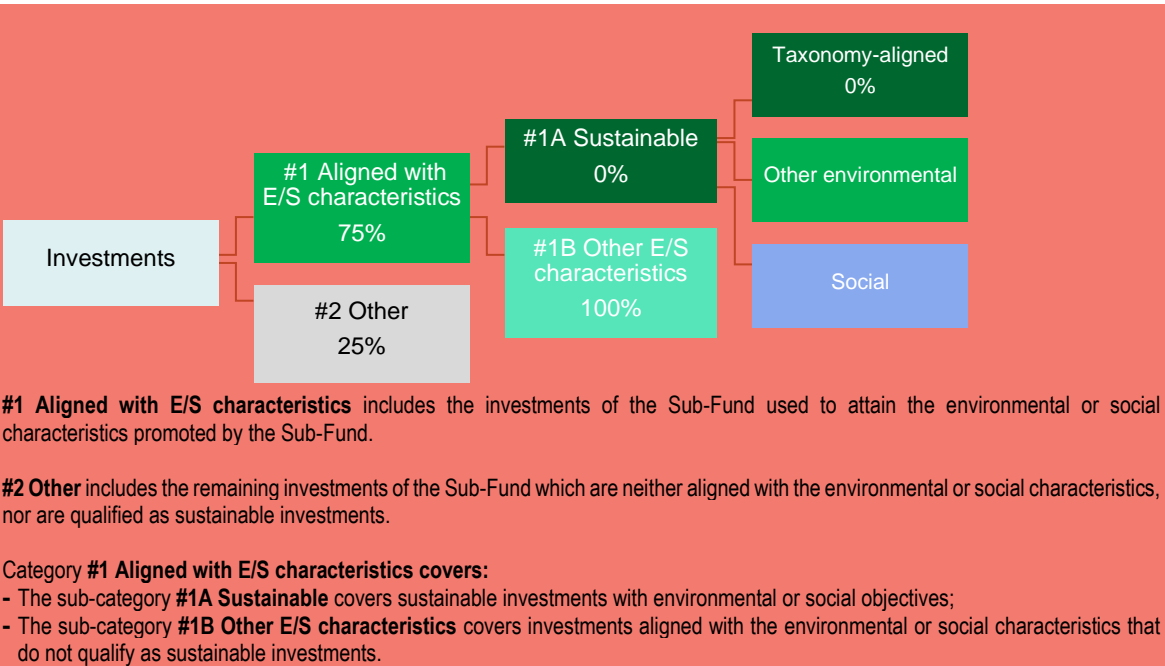 Investments
#1 Aligned with
E/S characteristics
75%
#2 Other
25%
#1A Sustainable
0%
#1B Other E/S
characteristics
100%
Taxonomy-aligned
0%
Other environmental
Social
#1 Aligned with E/S characteristics includes the investments of the Sub-Fund used to attain the environmental or social
characteristics promoted by the Sub-Fund.
#2 Other includes the remaining investments of the Sub-Fund which are neither aligned with the environmental or social characteristics,
nor are qualified as sustainable investments.
Category #1 Aligned with E/S characteristics covers:
- The sub-category #1A Sustainable covers sustainable investments with environmental or social objectives;
- The sub-category #1B Other E/S characteristics covers investments aligned with the environmental or social characteristics that
do not qualify as sustainable investments.